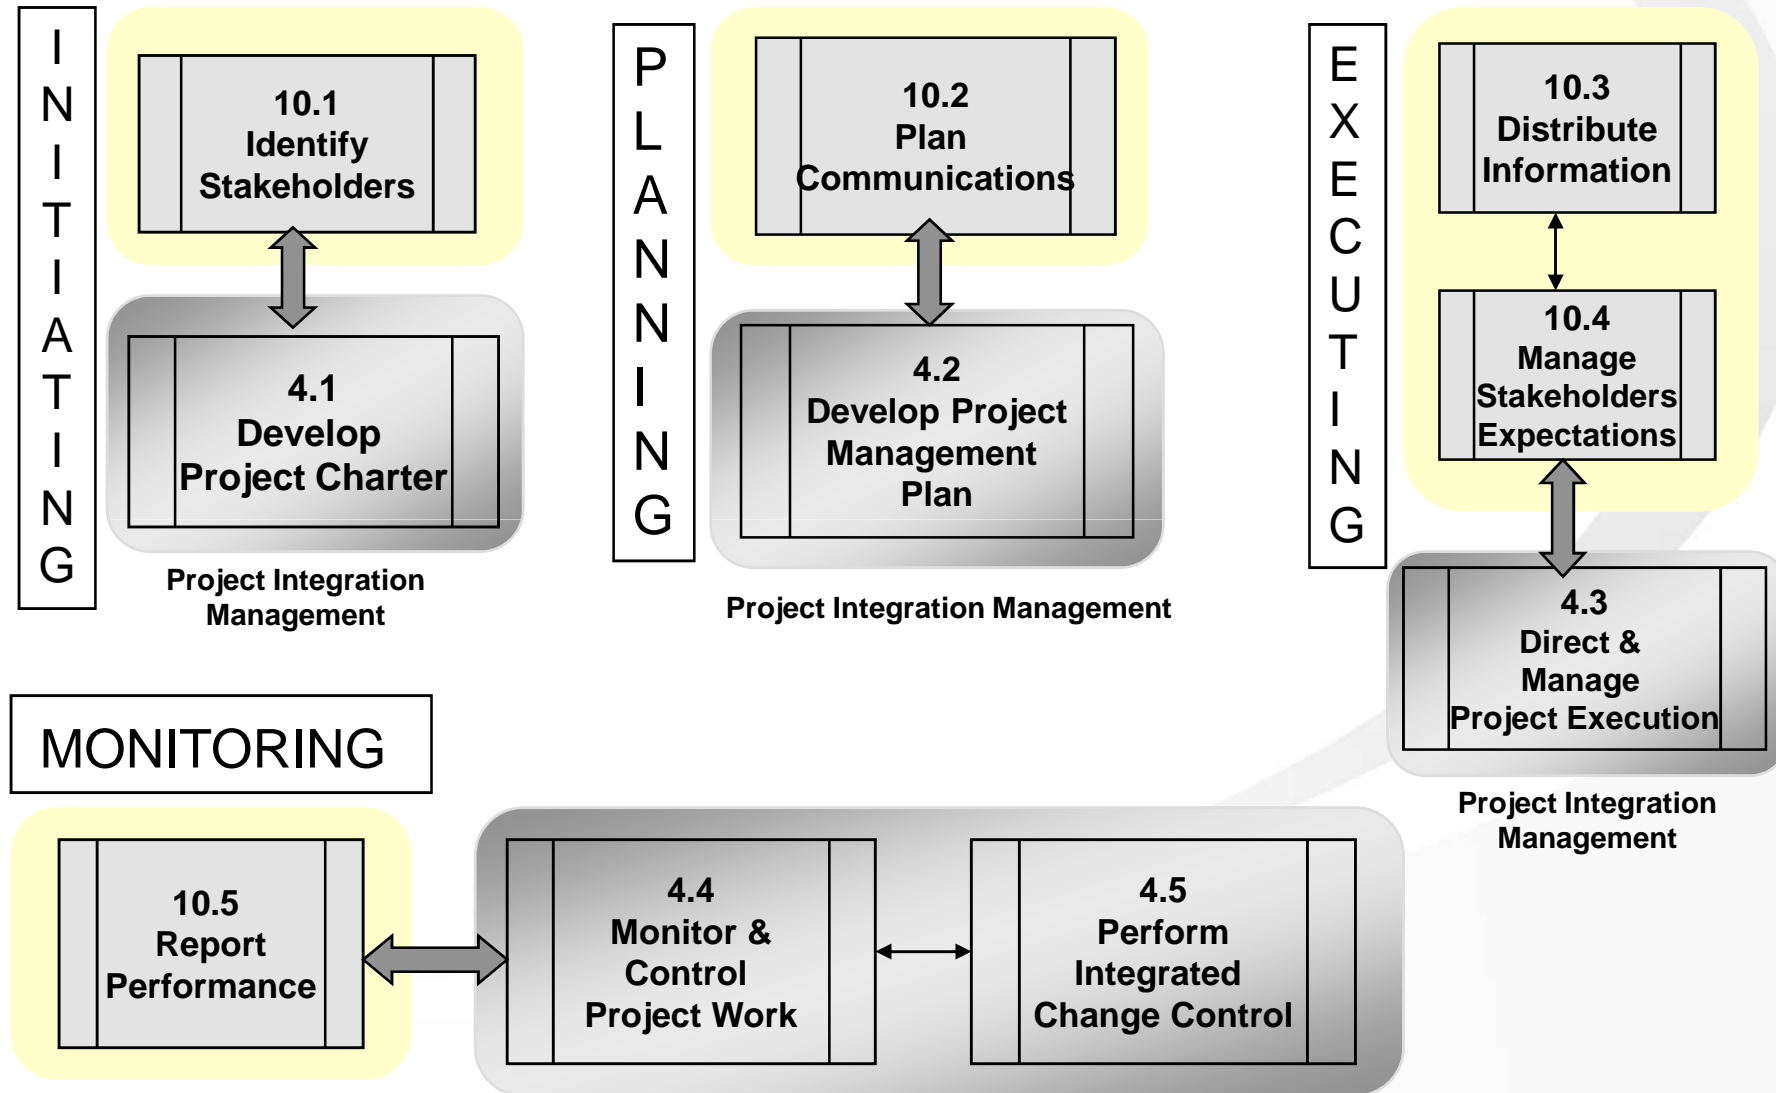 INITIATING
10.1
Identify
Stakeholders
4.1
Develop
Project Charter
Project Integration
Management
PLANNING
10.2
Plan
Communications
4.2
Develop Project
Management
Plan
Project Integration Management
EXECUTING
10.3
Distribute
Information
10.4
Manage
Stakeholders
Expectations
4.3
Direct &
Manage
Project Execution
Project Integration
Management
MONITORING
10.5
Report
Performance
4.4
Monitor &
Control
Project Work
4.5
Perform
Integrated
Change Control